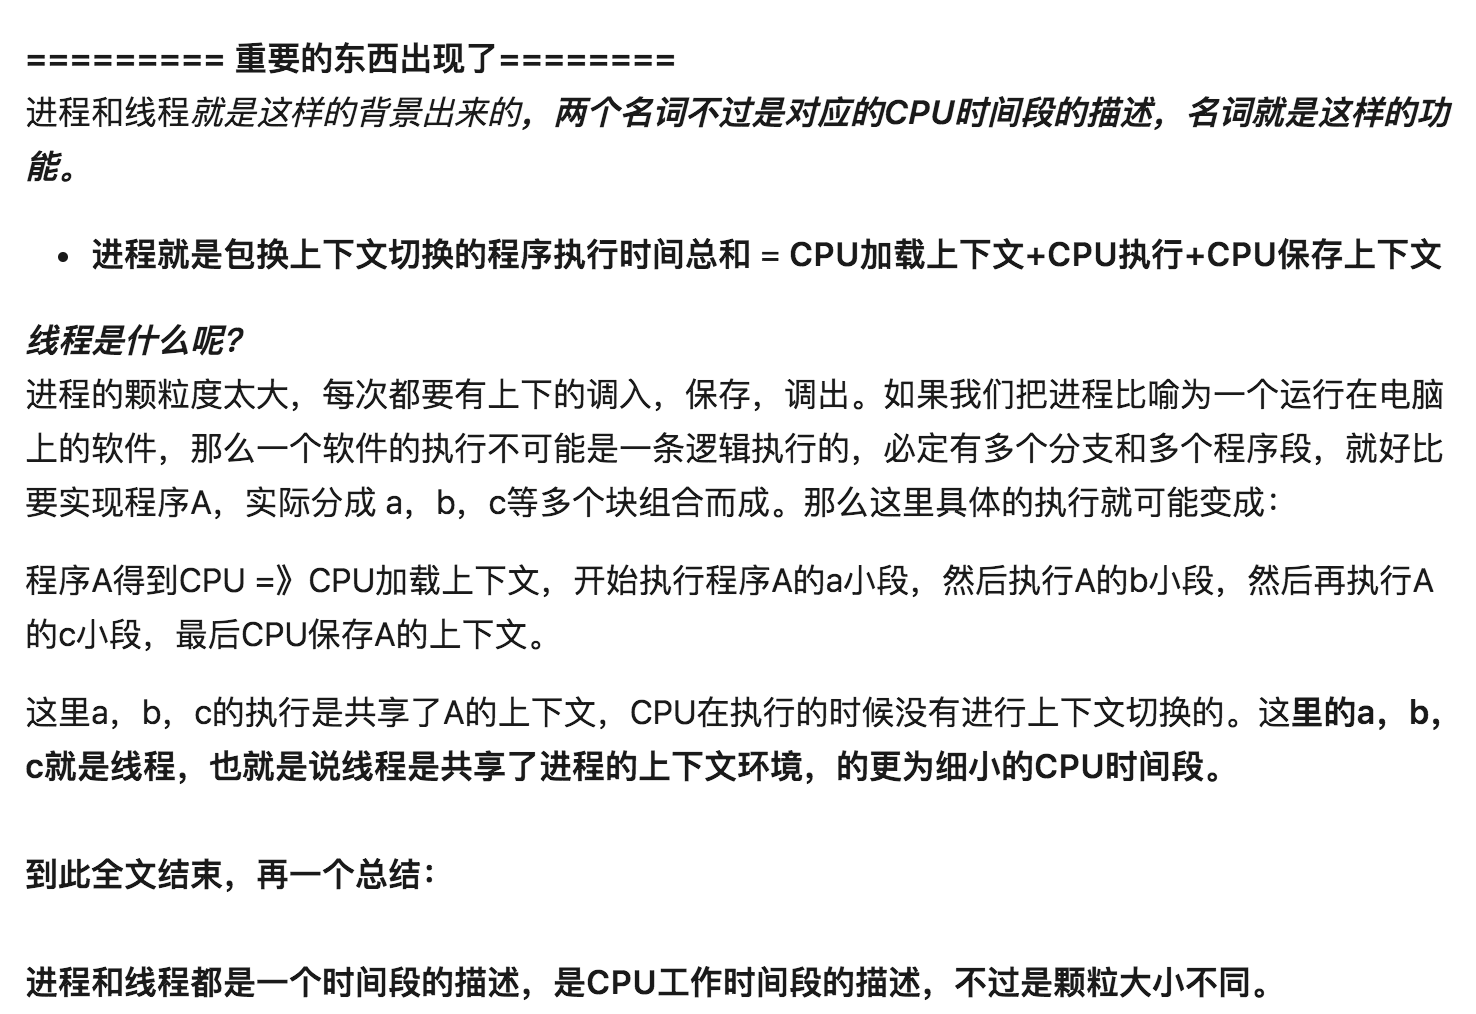 ========= 重要的东西出现了========
进程和线程就是这样的背景出来的，两个名词不过是对应的CPU时间段的描述，名词就是这样的功
能。
• 进程就是包换上下文切换的程序执行时间总和 = CPU加载上下文+CPU执行+CPU保存上下文
线程是什么呢？
进程的颗粒度太大，每次都要有上下的调入，保存，调出。如果我们把进程比喻为一个运行在电脑
上的软件，那么一个软件的执行不可能是一条逻辑执行的，必定有多个分支和多个程序段，就好比
要实现程序A，实际分成 a，b，c等多个块组合而成。那么这里具体的执行就可能变成：
程序A得到CPU =》CPU加载上下文，开始执行程序A的a小段，然后执行A的b小段，然后再执行A
的c小段，最后CPU保存A的上下文。
这里a，b，c的执行是共享了A的上下文，CPU在执行的时候没有进行上下文切换的。这里的a，b，
c就是线程，也就是说线程是共享了进程的上下文环境，的更为细小的CPU时间段。
到此全文结束，再一个总结：
进程和线程都是一个时间段的描述，是CPU工作时间段的描述，不过是颗粒大小不同。